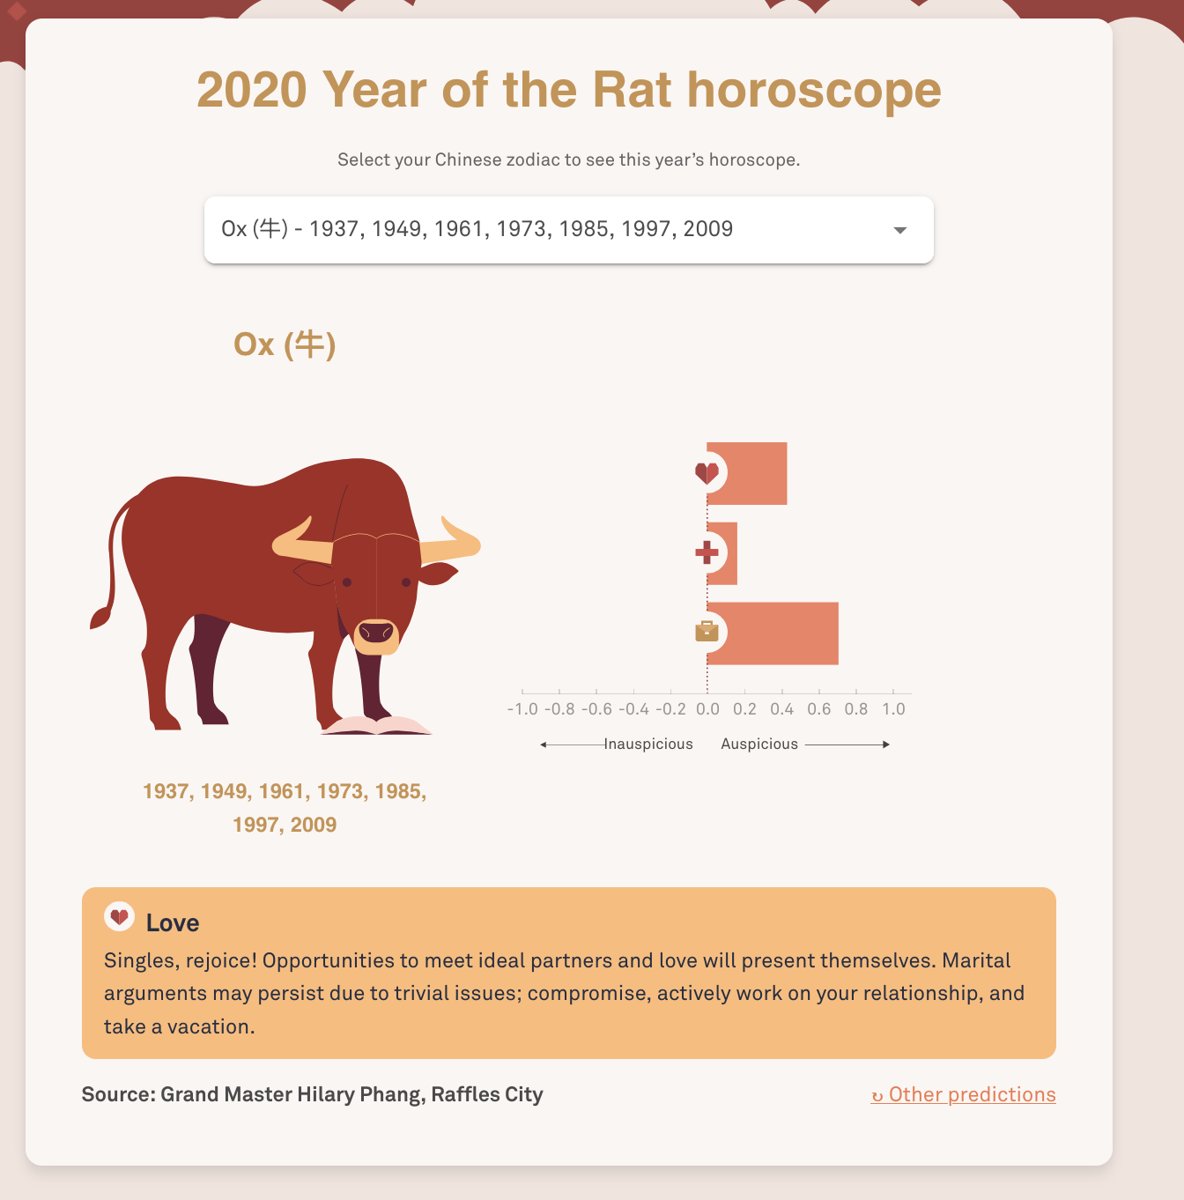 2020 Year of the Rat horoscope
Select your Chinese zodiac to see this year’s horoscope.
Ox (牛) - 1937, 1949, 1961, 1973, 1985, 1997, 2009
Ox (牛)
-1.0 -0.8 -0.6 -0.4 -0.2 0.0 0.2 0.4 0.6 0.8 1.0
Inauspicious Auspicious
1937, 1949, 1961, 1973, 1985,
1997, 2009
Love
Singles, rejoice! Opportunities to meet ideal partners and love will present themselves. Marital
arguments may persist due to trivial issues; compromise, actively work on your relationship, and
take a vacation.
Source: Grand Master Hilary Phang, Raffles City
↻ Other predictions